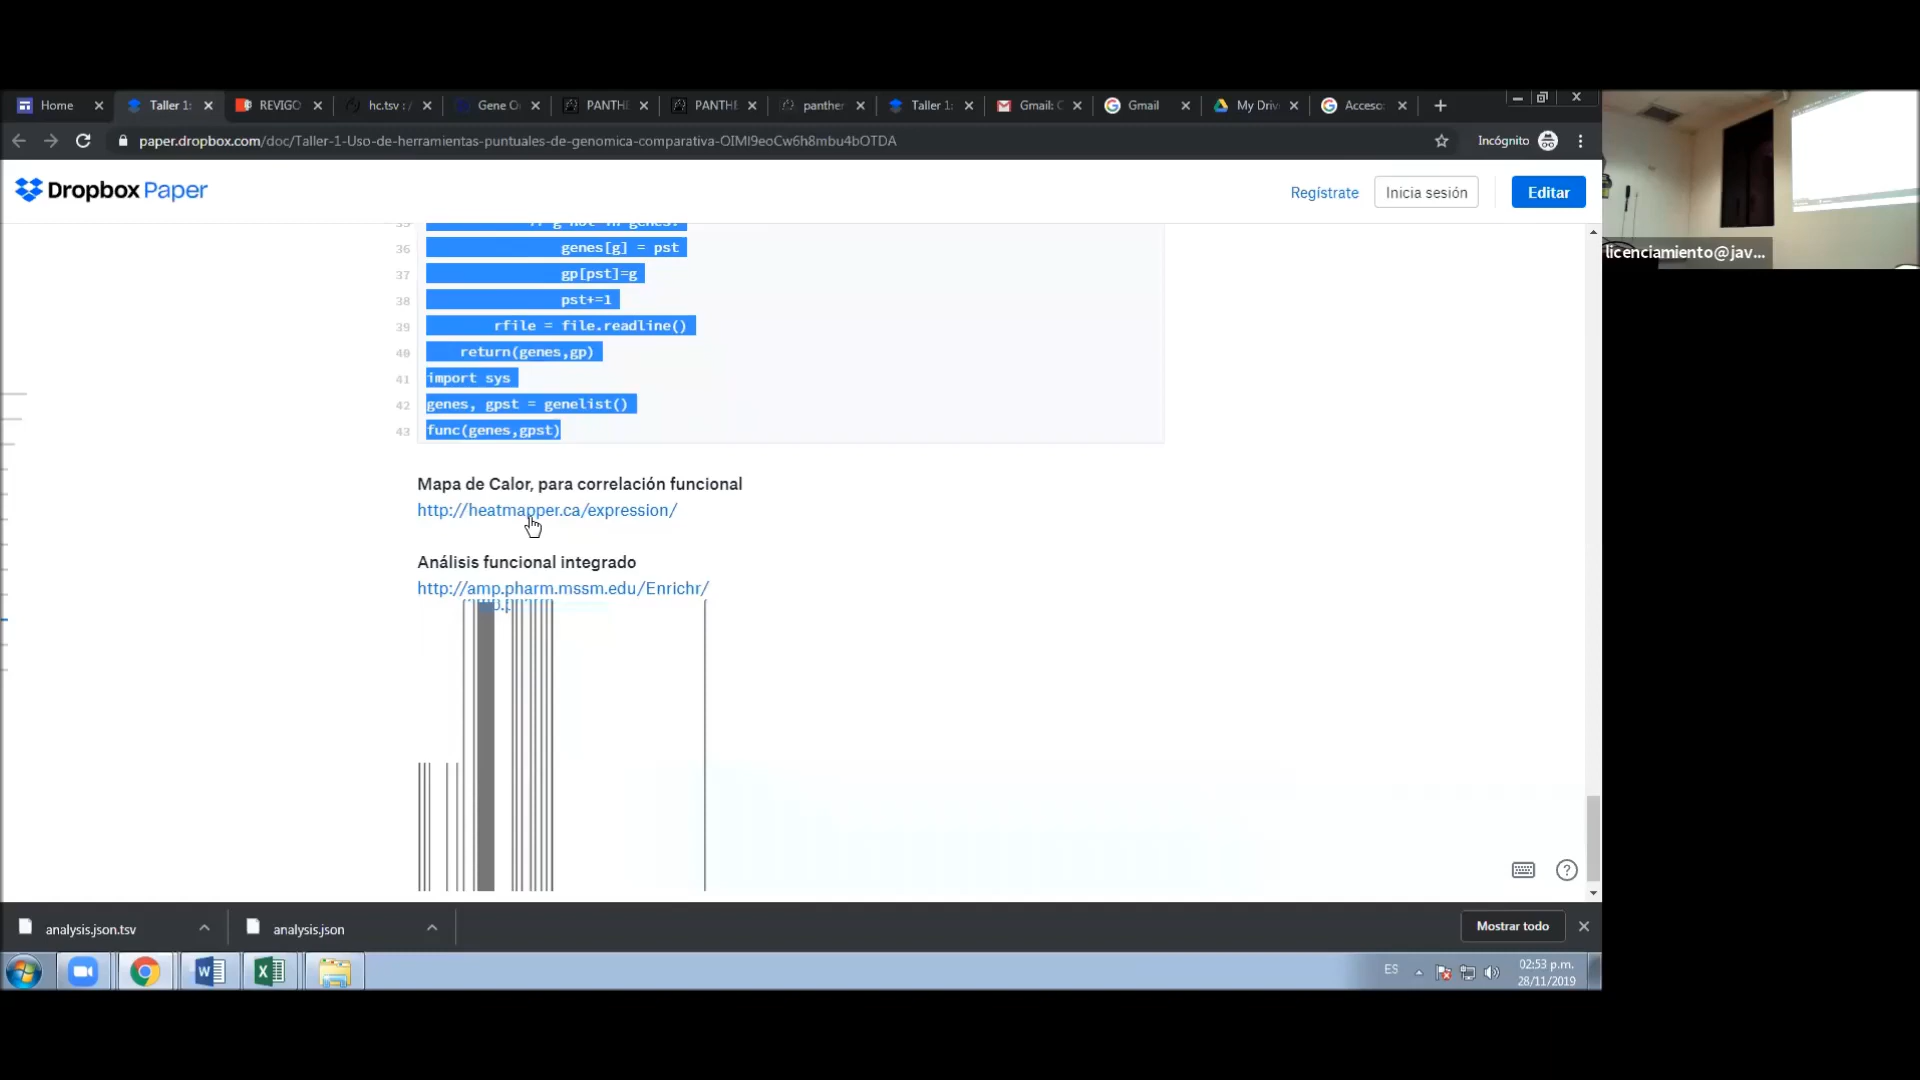 Home
Taller 1:
REVIGO
hc.tsv : /
Gene O
PANTHE
PANTHE
panther
Taller 1:
Gmail: C
Gmail
My Driv
Acceso:
paper.dropbox.com/doc/Taller-1-Uso-de-herramientas-puntuales-de-genomica-comparativa-OIMI9eoCw6h8mbu4bOTDA
Incógnito
Dropbox Paper
Regístrate
Inicia sesión
Editar
licenciamiento@jav...
36 genes[g] = pst
37 gp[pst]=g
38 pst+=1
39 rfile = file.readline()
40 return(genes,gp)
41 import sys
42 genes, gpst = genelist()
43 func(genes,gpst)
Mapa de Calor, para correlación funcional
http://heatmapper.ca/expression/
Análisis funcional integrado
http://amp.pharm.mssm.edu/Enrichr/
analysis.json.tsv
analysis.json
Mostrar todo
ES
02:53 p.m.
28/11/2019